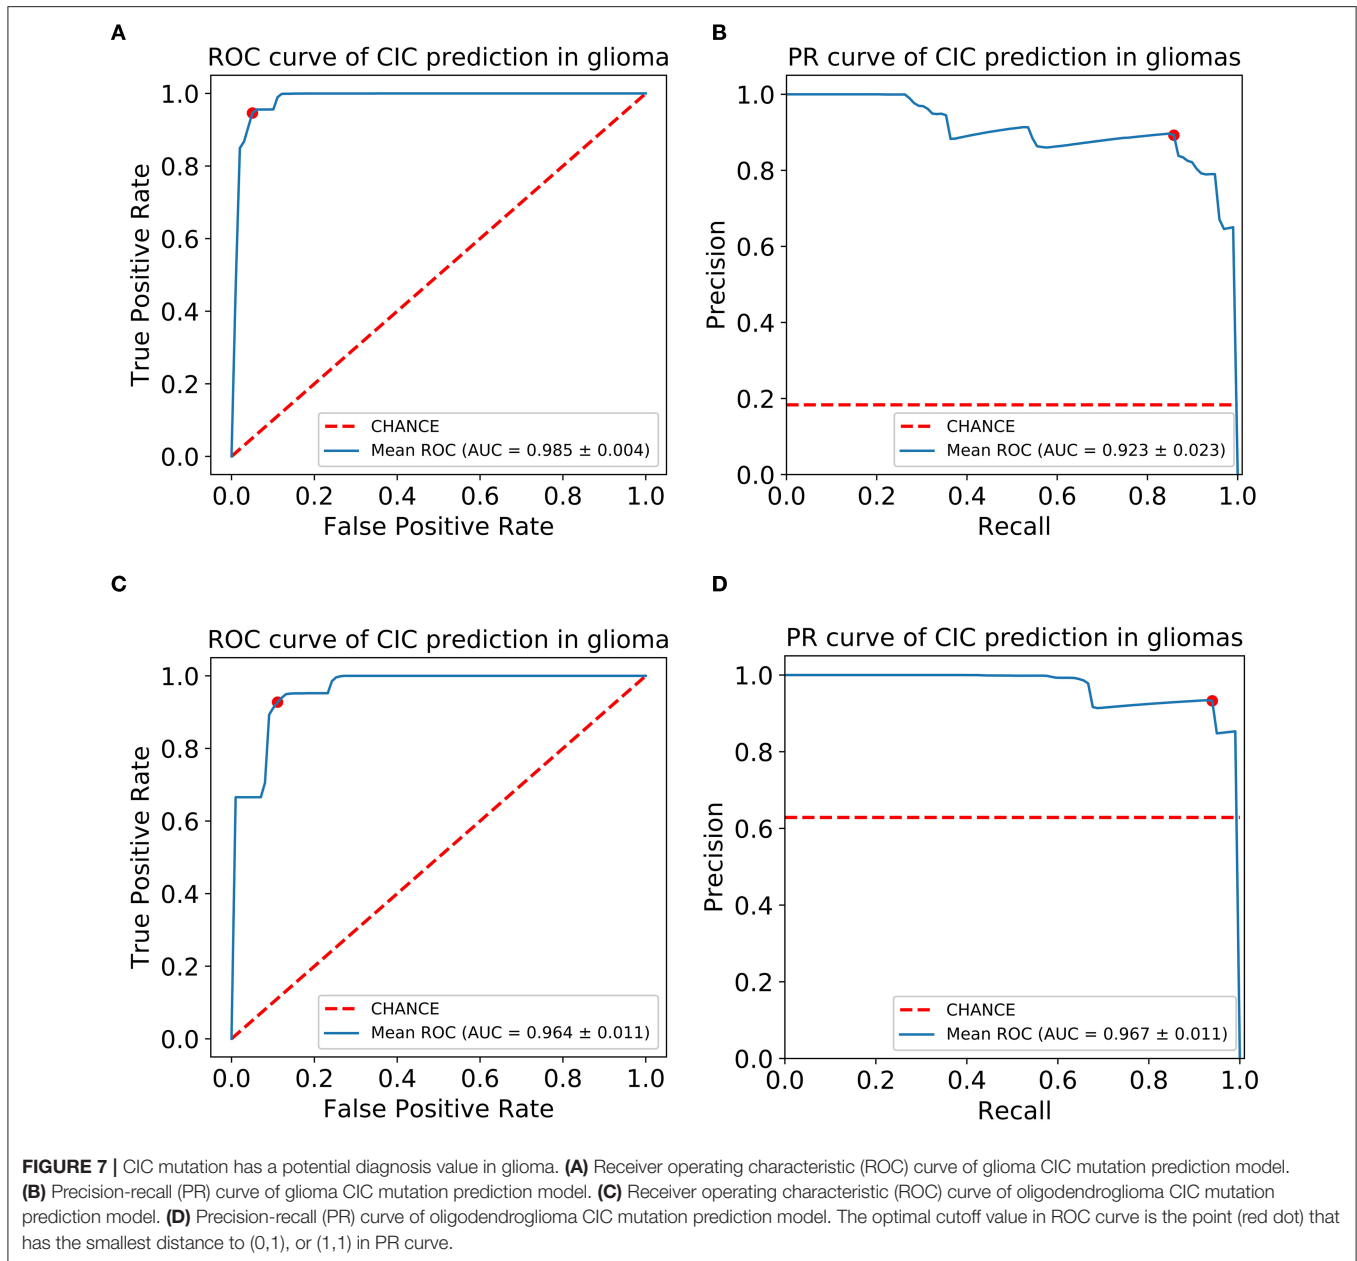 A
ROC curve of CIC prediction in glioma
True Positive Rate
1.0
0.8
0.6
0.4
0.2
0.0
CHANCE
Mean ROC (AUC = 0.985 ± 0.004)
0.0 0.2 0.4 0.6 0.8 1.0
False Positive Rate
B
PR curve of CIC prediction in gliomas
Precision
1.0
0.8
0.6
0.4
0.2
0.0
CHANCE
Mean ROC (AUC = 0.923 ± 0.023)
0.0 0.2 0.4 0.6 0.8 1.0
Recall
C
ROC curve of CIC prediction in glioma
True Positive Rate
1.0
0.8
0.6
0.4
0.2
0.0
CHANCE
Mean ROC (AUC = 0.964 ± 0.011)
0.0 0.2 0.4 0.6 0.8 1.0
False Positive Rate
D
PR curve of CIC prediction in gliomas
Precision
1.0
0.8
0.6
0.4
0.2
0.0
CHANCE
Mean ROC (AUC = 0.967 ± 0.011)
0.0 0.2 0.4 0.6 0.8 1.0
Recall
FIGURE 7 | CIC mutation has a potential diagnosis value in glioma. (A) Receiver operating characteristic (ROC) curve of glioma CIC mutation prediction model.
(B) Precision-recall (PR) curve of glioma CIC mutation prediction model. (C) Receiver operating characteristic (ROC) curve of oligodendroglioma CIC mutation
prediction model. (D) Precision-recall (PR) curve of oligodendroglioma CIC mutation prediction model. The optimal cutoff value in ROC curve is the point (red dot) that
has the smallest distance to (0,1), or (1,1) in PR curve.